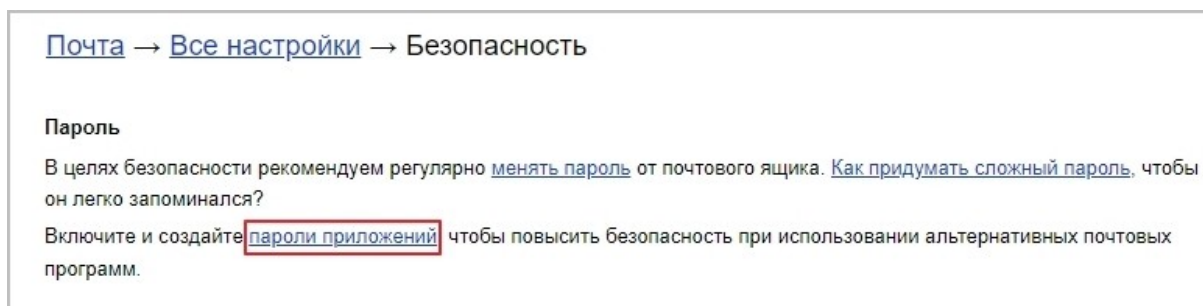 Почта → Все настройки → Безопасность
Пароль
В целях безопасности рекомендуем регулярно менять пароль от почтового ящика. Как придумать сложный пароль, чтобы
он легко запоминался?
Включите и создайте пароли приложений чтобы повысить безопасность при использовании альтернативных почтовых
программ.